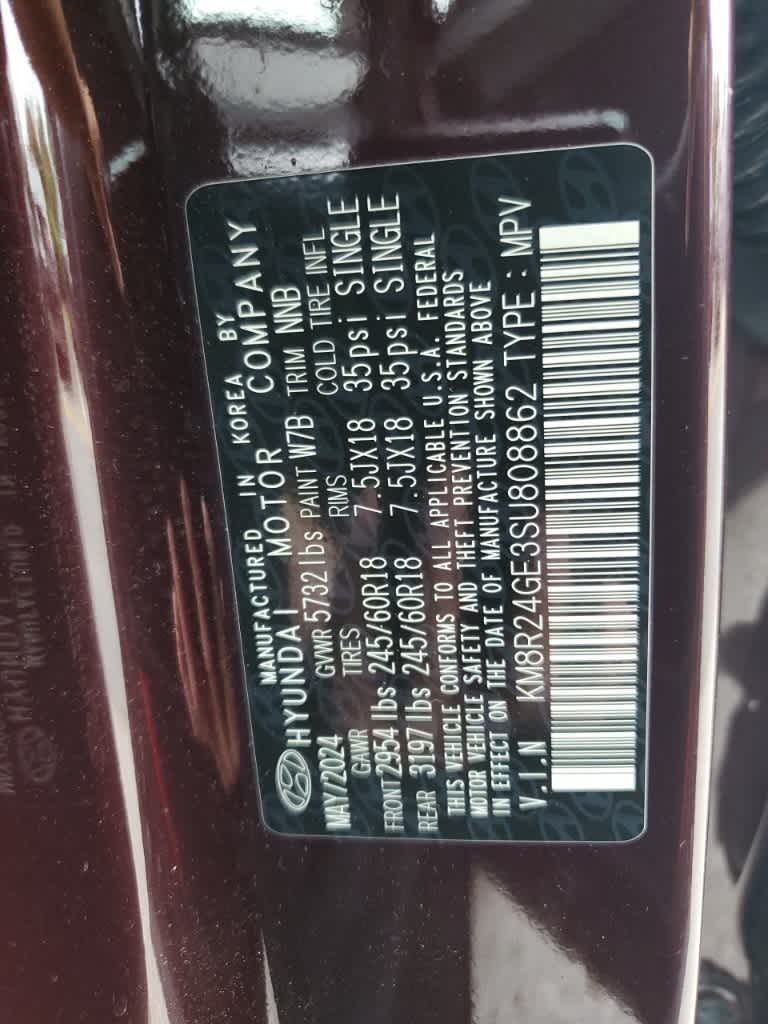 MANUFACTURED IN KOREA BY
HYUNDAI MOTOR COMPANY
MAY/2024 GVWR 5732 lbs PAINT W7B TRIM NNB
GAWR TIRES RIMS COLD TIRE INFL
FRONT 2954 lbs 245/60R18 7.5JX18 35psi SINGLE
REAR 3197 lbs 245/60R18 7.5JX18 35psi SINGLE
THIS VEHICLE CONFORMS TO ALL APPLICABLE U.S.A. FEDERAL
MOTOR VEHICLE SAFETY AND THEFT PREVENTION STANDARDS
IN EFFECT ON THE DATE OF MANUFACTURE SHOWN ABOVE
V.I.N KM8R24GE3SU808862 TYPE : MPV